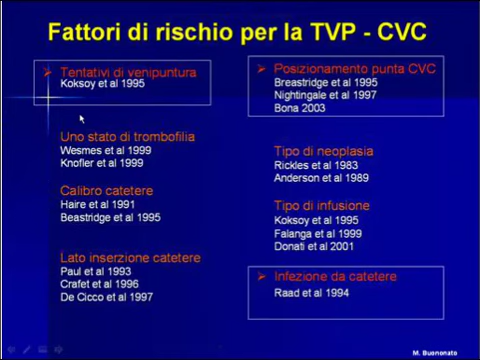 Fattori di rischio per la TVP - CVC
Tentativi di venipuntura
Koksoy et al 1995
Uno stato di trombofilia
Wesmes et al 1999
Knofler et al 1999
Calibro catetere
Haire et al 1991
Beastridge et al 1995
Lato inserzione catetere
Paul et al 1993
Crafet et al 1996
De Cicco et al 1997
Posizionamento punta CVC
Breastridge et al 1995
Nightingale et al 1997
Bona 2003
Tipo di neoplasia
Rickles et al 1983
Anderson et al 1989
Tipo di infusione
Koksoy et al 1995
Falanga et al 1999
Donati et al 2001
Infezione da catetere
Raad et al 1994
M. Buononato